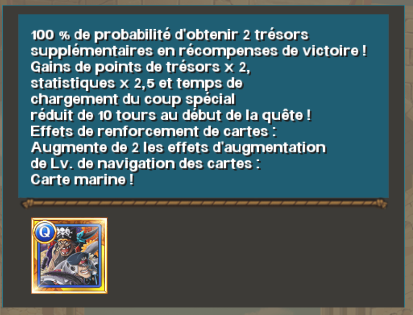 100 % de probabilité d'obtenir 2 trésors
supplémentaires en récompenses de victoire !
Gains de points de trésors x 2,
statistiques x 2,5 et temps de
chargement du coup spécial
réduit de 10 tours au début de la quête !
Effets de renforcement de cartes :
Augmente de 2 les effets d'augmentation
de Lv. de navigation des cartes :
Carte marine !
Q